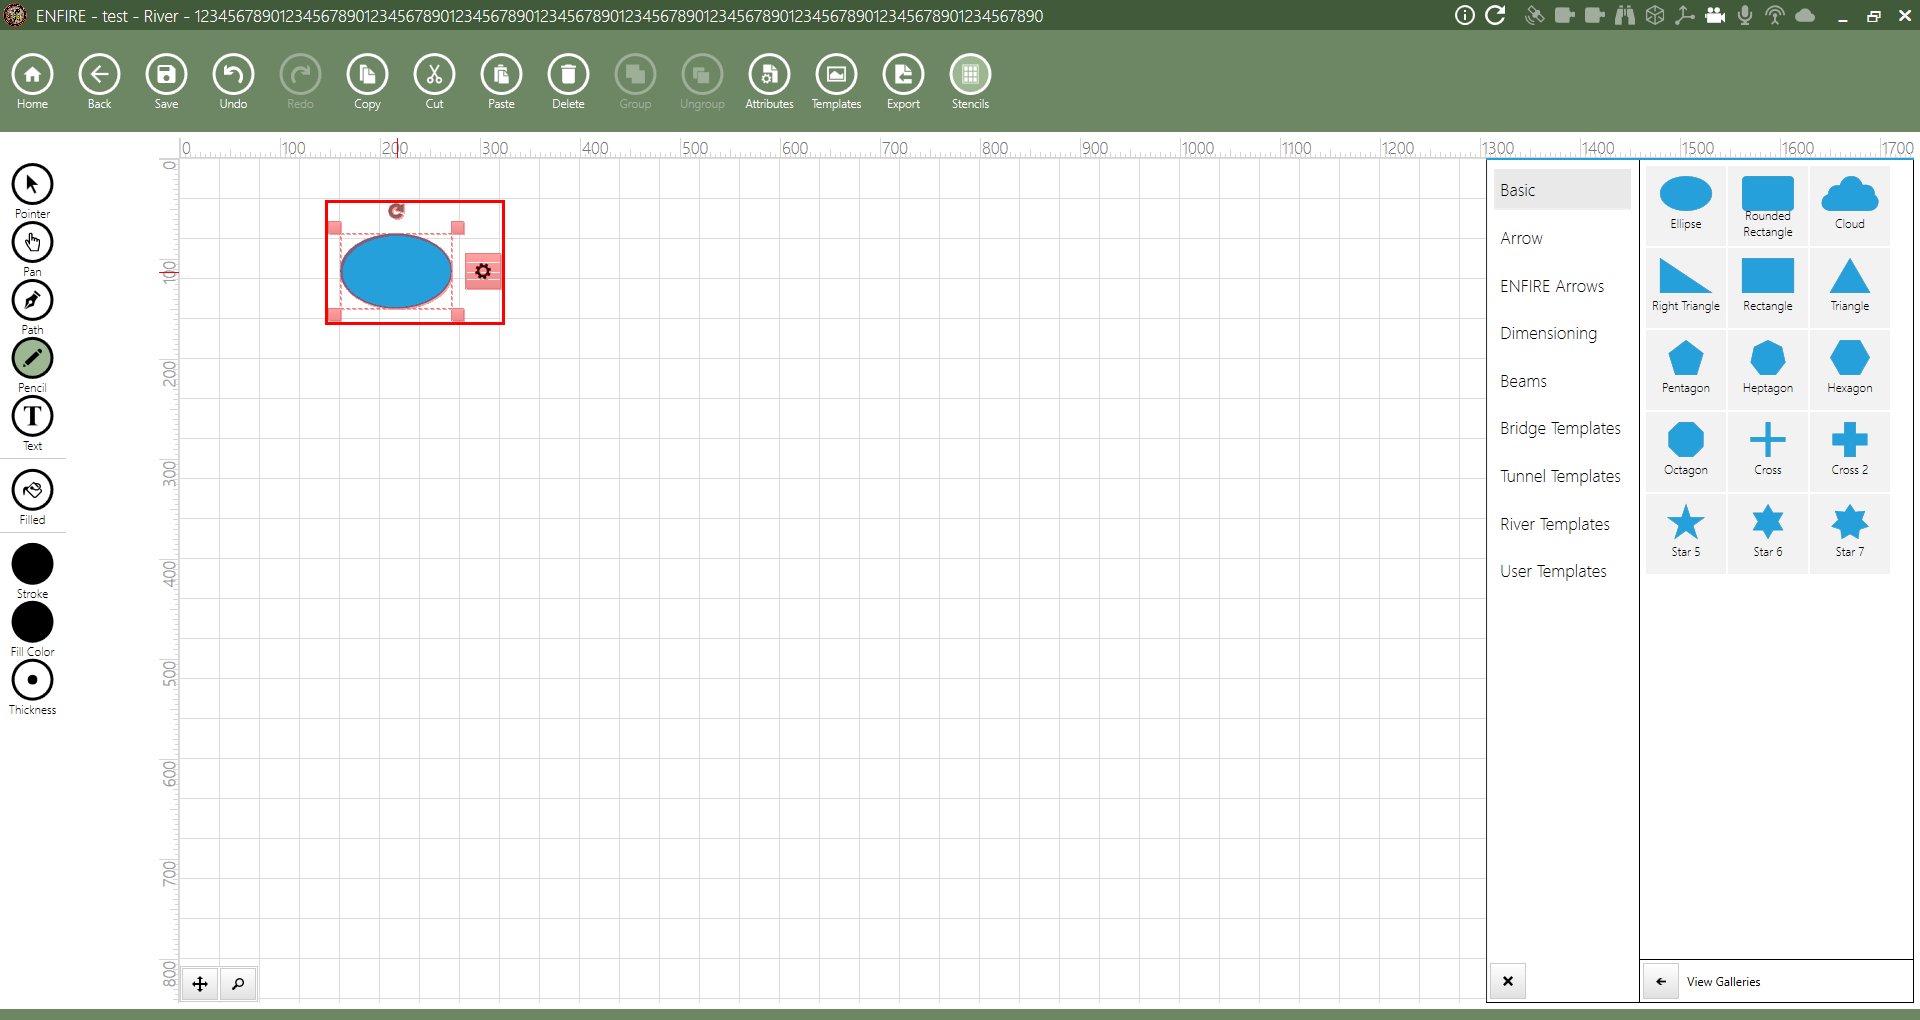 ENFIRE - test - River - 1234567890123456789012345678901234567890123456789012345678901234567890123456789012345678901234567890
Home Back Save Undo Redo Copy Cut Paste Delete Group Ungroup Attributes Templates Export Stencils
0 100 200 300 400 500 600 700 800 900 1000 1100 1200 1300 1400 1500 1600 1700
0
100
200
300
400
500
600
700
800
Pointer
Pan
Path
Pencil
T
Text
Filled
Stroke
Fill Color
Thickness
Basic
Arrow
ENFIRE Arrows
Dimensioning
Beams
Bridge Templates
Tunnel Templates
River Templates
User Templates
Ellipse Rounded Rectangle Cloud
Right Triangle Rectangle Triangle
Pentagon Heptagon Hexagon
Octagon Cross Cross 2
Star 5 Star 6 Star 7
View Galleries